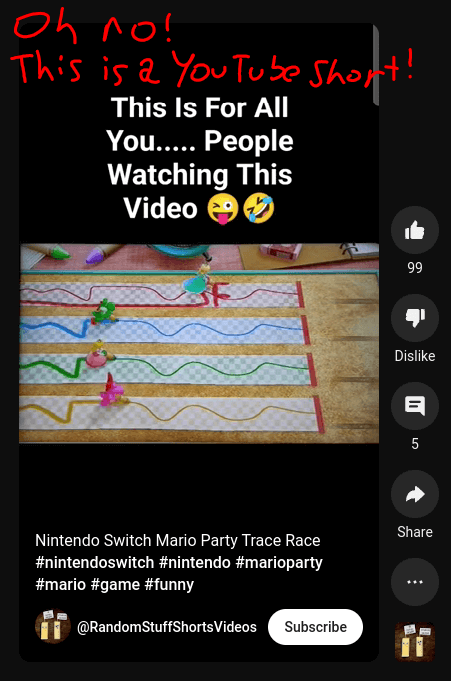 Oh no!
This is a YouTube short!
This Is For All
You..... People
Watching This
Video 😜🤣
F
99
Dislike
5
Share
Nintendo Switch Mario Party Trace Race
#nintendoswitch #nintendo #marioparty
#mario #game #funny
@RandomStuffShortsVideos
Subscribe